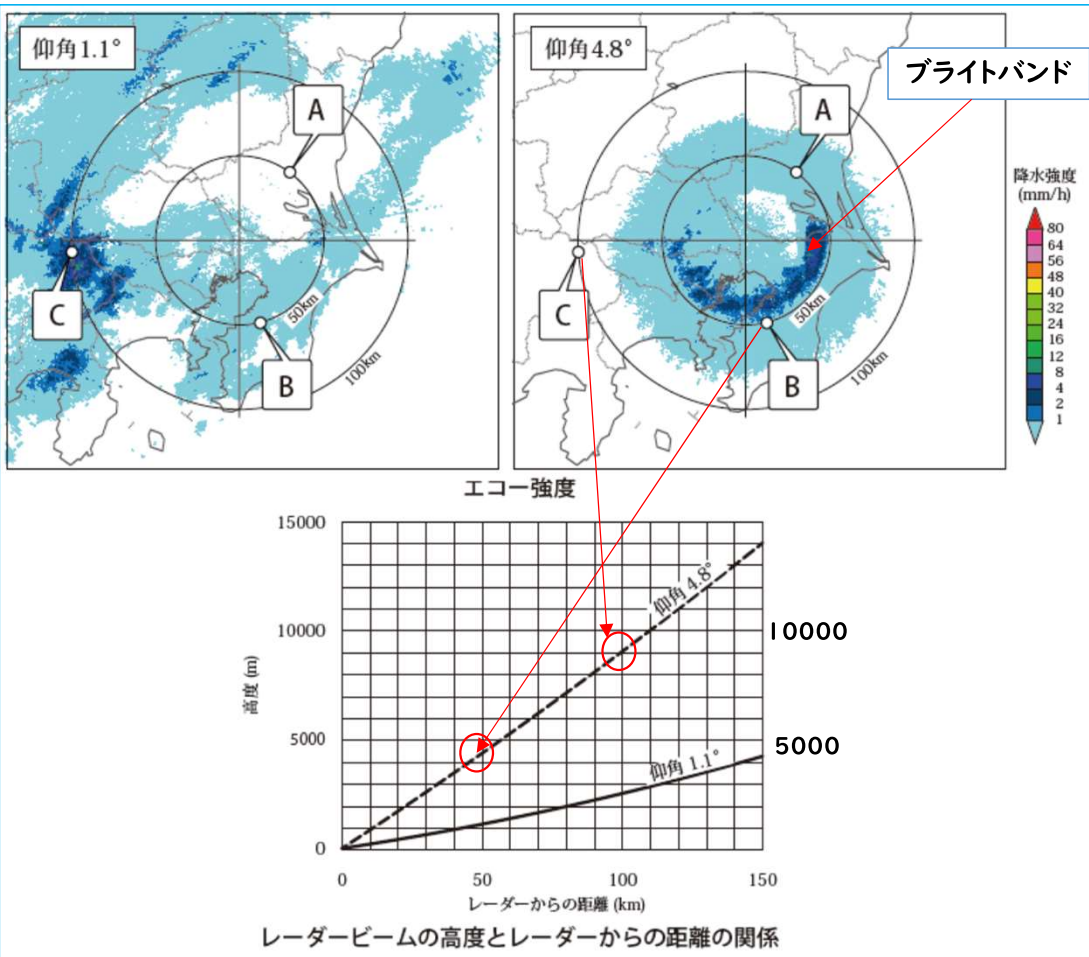 仰角1.1°
A
B
C
50km
100km
仰角4.8°
ブライトバンド
A
B
C
50km
100km
降水強度
(mm/h)
80
64
56
48
40
32
24
16
12
8
4
2
1
エコー強度
15000
10000
5000
0
高度 (m)
仰角 4.8°
仰角 1.1°
10000
5000
0
50
100
150
レーダーからの距離 (km)
レーダービームの高度とレーダーからの距離の関係